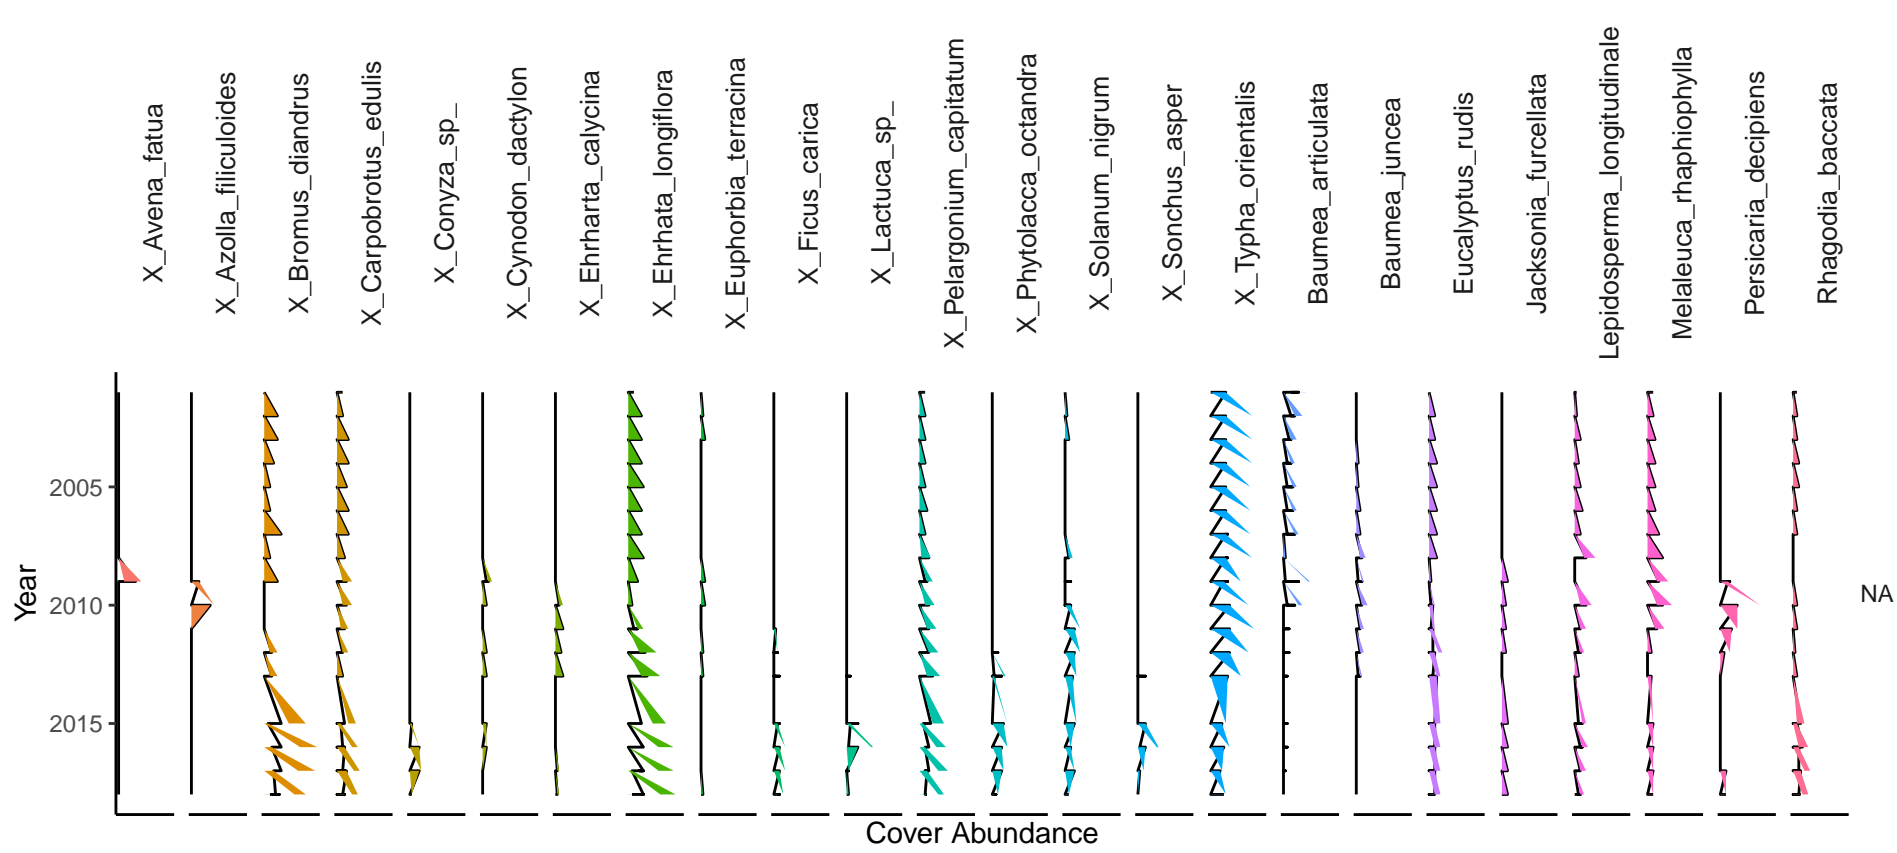 X_Avena_fatua
X_Azolla_filiculoides
X_Bromus_diandrus
X_Carpobrotus_edulis
X_Conyza_sp_
X_Cynodon_dactylon
X_Ehrharta_calycina
X_Ehrhata_longiflora
X_Euphorbia_terracina
X_Ficus_carica
X_Lactuca_sp_
X_Pelargonium_capitatum
X_Phytolacca_octandra
X_Solanum_nigrum
X_Sonchus_asper
X_Typha_orientalis
Baumea_articulata
Baumea_juncea
Eucalyptus_rudis
Jacksonia_furcellata
Lepidosperma_longitudinale
Melaleuca_rhaphiophylla
Persicaria_decipiens
Rhagodia_baccata
Year
2005
2010
2015
NA
Cover Abundance